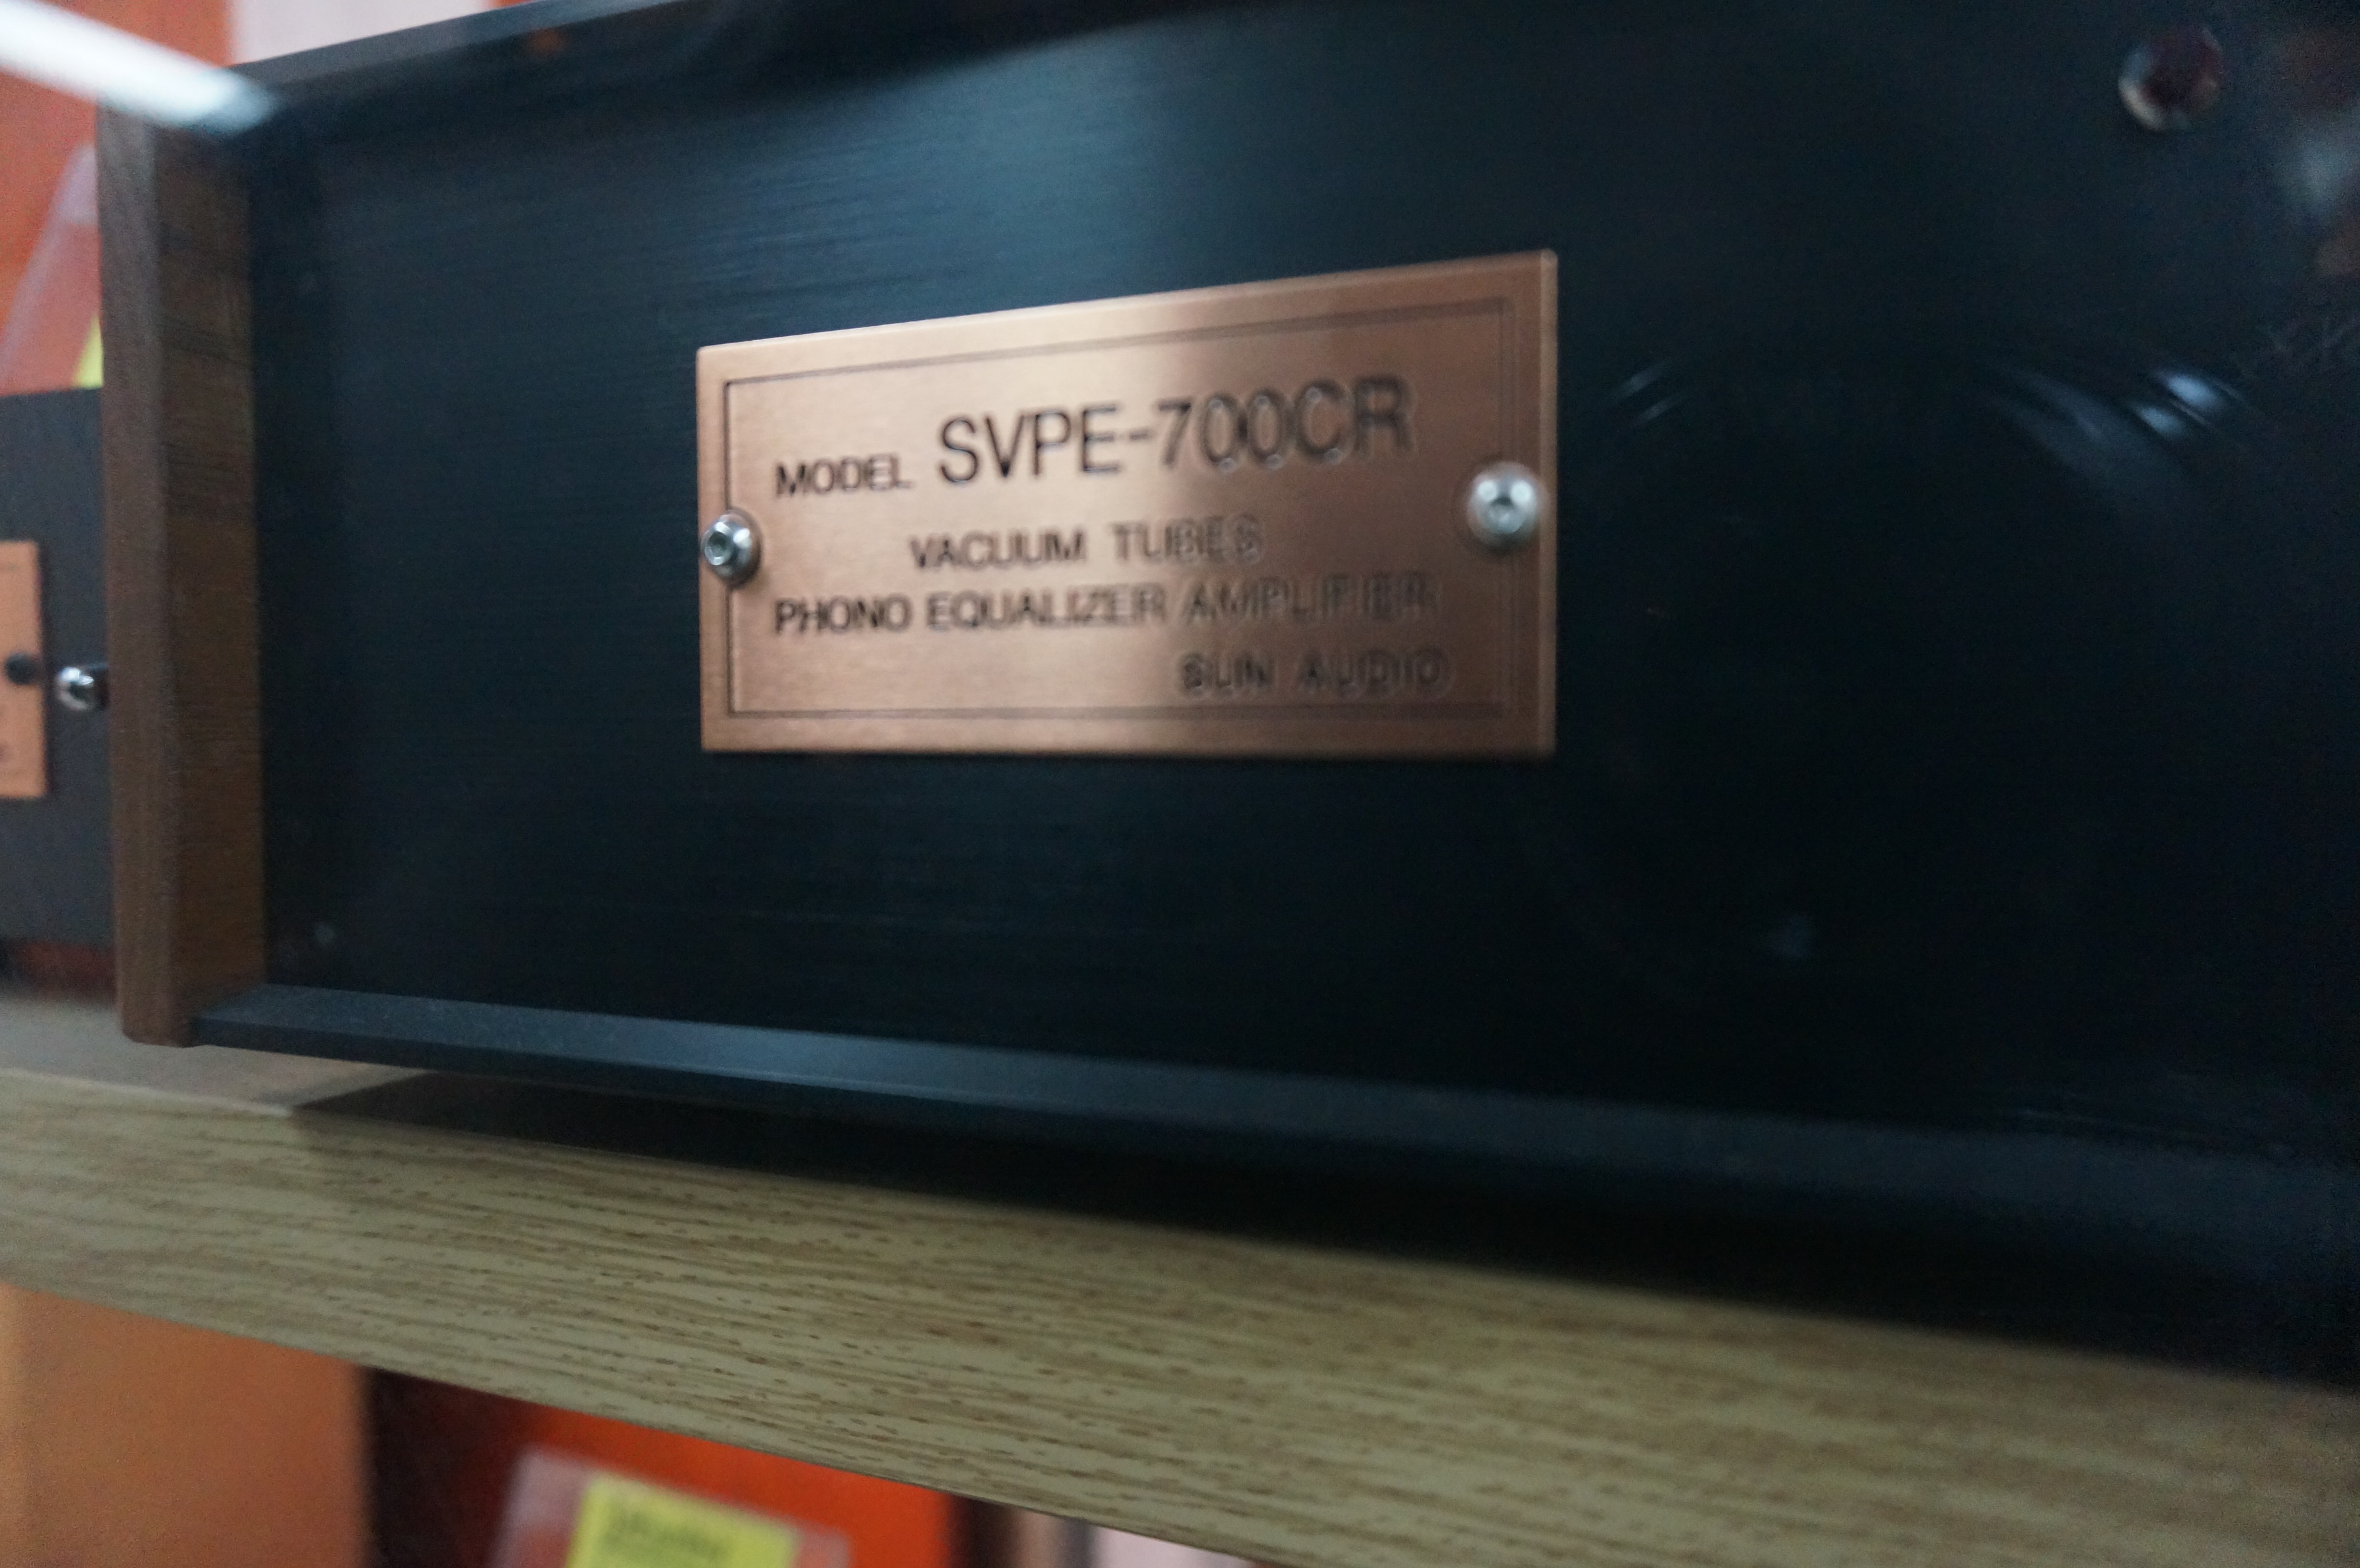 MODEL SVPE-700CR
VACUUM TUBES
PHONO EQUALIZER AMPLIFIER
SUN AUDIO